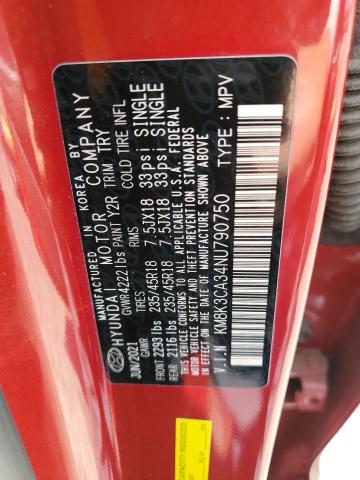 MANUFACTURED IN KOREA BY
HYUNDAI MOTOR COMPANY
GVWR 4222 lbs PAINT Y2R TRIM TRY
JUN/2021 GAWR TIRES RIMS COLD TIRE INFL
FRONT 2293 lbs 235/45R18 7.5JX18 33psi SINGLE
REAR 2116 lbs 235/45R18 7.5JX18 33psi SINGLE
THIS VEHICLE CONFORMS TO ALL APPLICABLE U.S.A. FEDERAL
MOTOR VEHICLE SAFETY, BUMPER AND THEFT PREVENTION STANDARDS
IN EFFECT ON THE DATE OF MANUFACTURE SHOWN ABOVE.
V.I.N KM8K3CA34NU790750 TYPE : MPV
CAPACITY REDUCED: